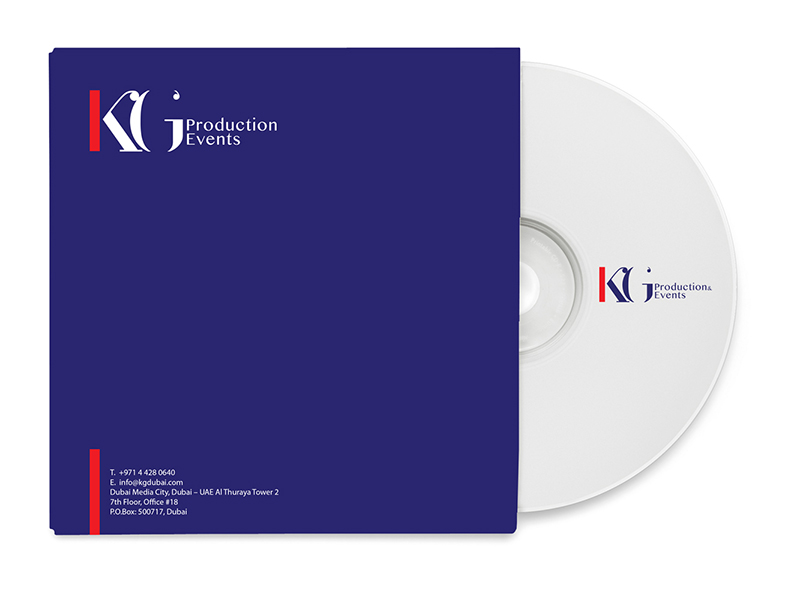 KG Production
Events
T. +971 4 428 0640
E. info@kgdubai.com
Dubai Media City, Dubai – UAE Al Thuraya Tower 2
7th Floor, Office #18
P.O.Box: 500717, Dubai
KG Production&
Events